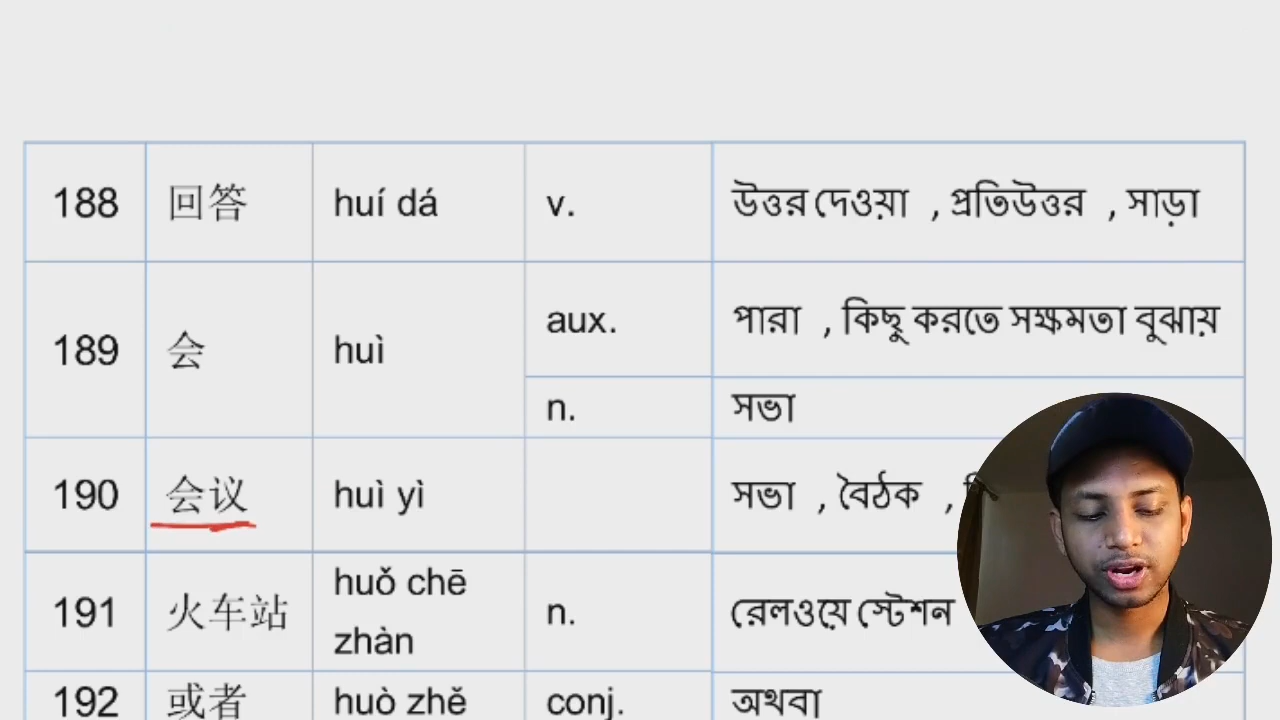 188 回答 huí dá v. উত্তর দেওয়া , প্রতিউত্তর , সাড়া
189 会 huì aux. পারা , কিছু করতে সক্ষমতা বুঝায়
n. সভা
190 会议 huì yì সভা , বৈঠক ,
191 火车站 huǒ chē zhàn n. রেলওয়ে স্টেশন
192 或者 huò zhě conj. অথবা